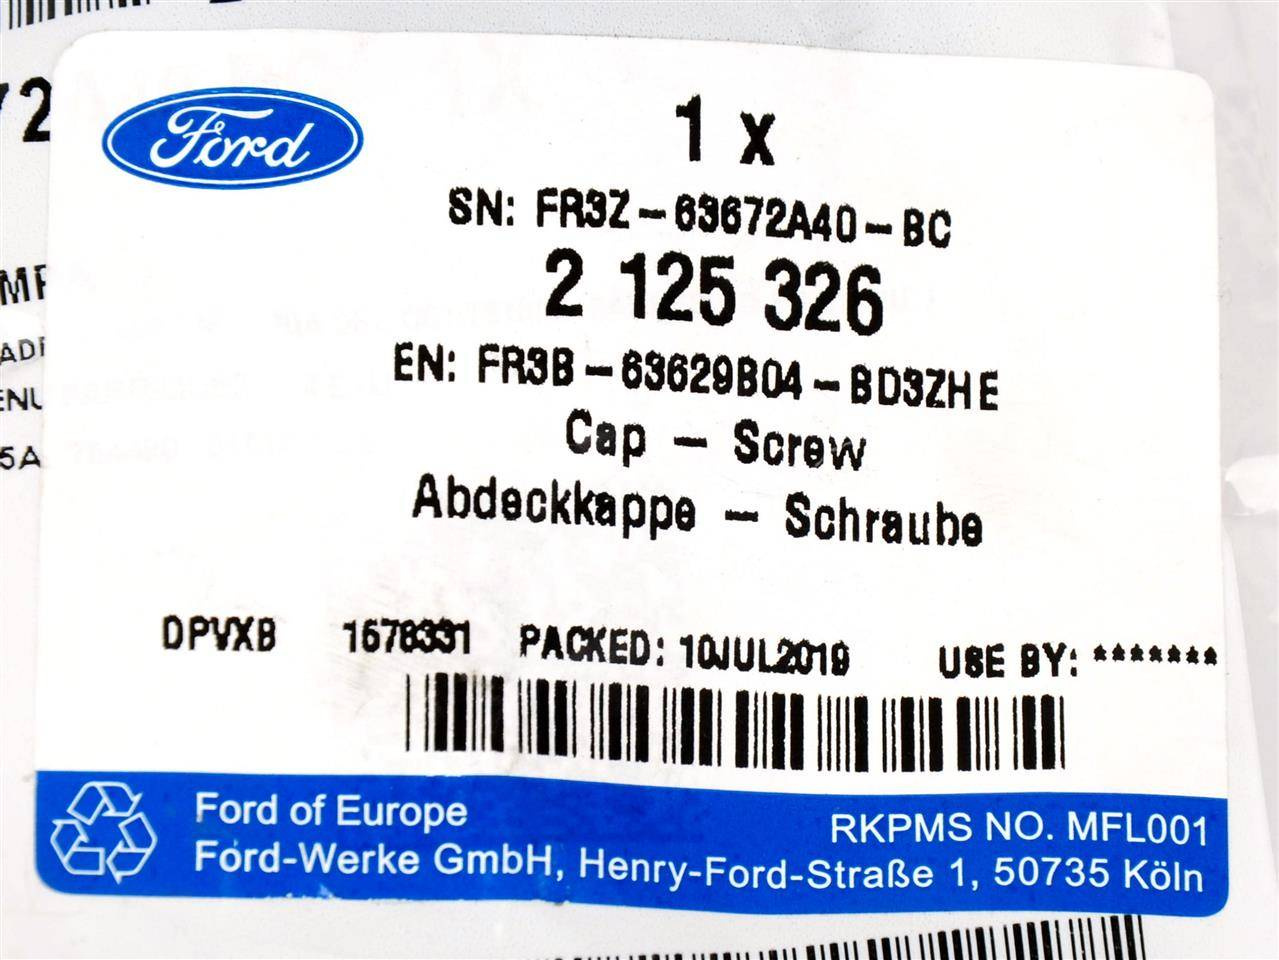 Ford
1 x
SN: FR3Z-63672A40-BC
2 125 326
EN: FR3B-63629B04-BD3ZHE
Cap - Screw
Abdeckkappe - Schraube
DPVXB 1678331 PACKED: 10JUL2019 USE BY: *******
Ford of Europe
RKPMS NO. MFL001
Ford-Werke GmbH, Henry-Ford-Straße 1, 50735 Köln